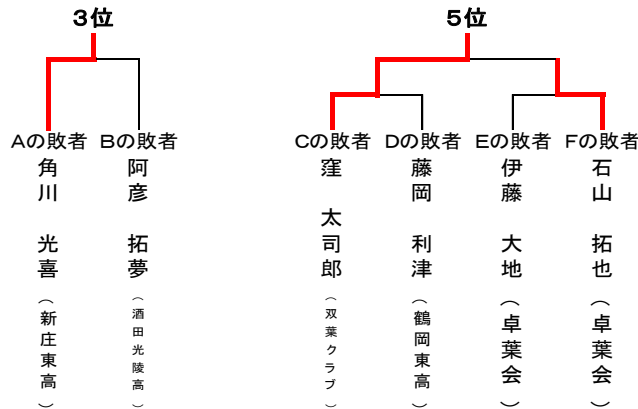 3位
5位
Aの敗者
Bの敗者
Cの敗者
Dの敗者
Eの敗者
Fの敗者
角川 光喜(新庄東高)
阿彦 拓夢(酒田光陵高)
窪 太司郎(双葉クラブ)
藤岡 利津(鶴岡東高)
伊藤 大地(卓葉会)
石山 拓也(卓葉会)